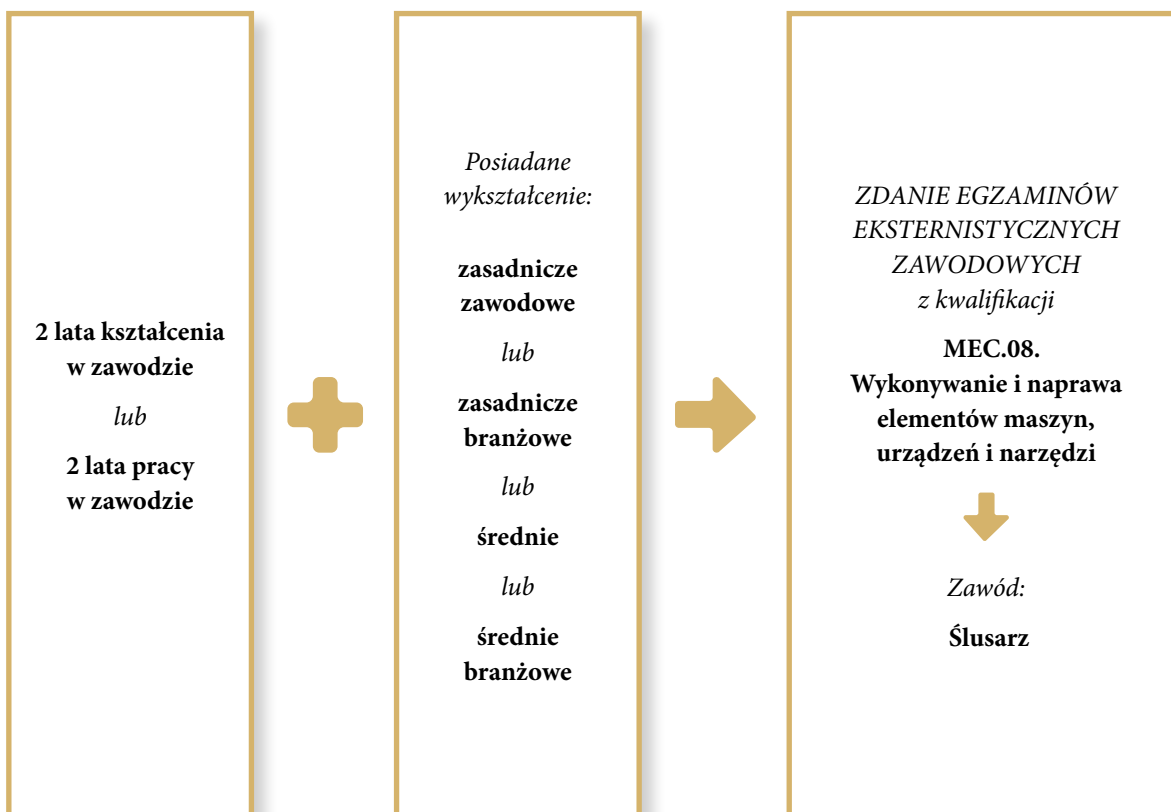 2 lata kształcenia
w zawodzie
lub
2 lata pracy
w zawodzie
Posiadane
wykształcenie:
zasadnicze
zawodowe
lub
zasadnicze
branżowe
lub
średnie
lub
średnie
branżowe
ZDANIE EGZAMINÓW
EKSTERNISTYCZNYCH
ZAWODOWYCH
z kwalifikacji
MEC.08.
Wykonywanie i naprawa
elementów maszyn,
urządzeń i narzędzi
Zawód:
Ślusarz